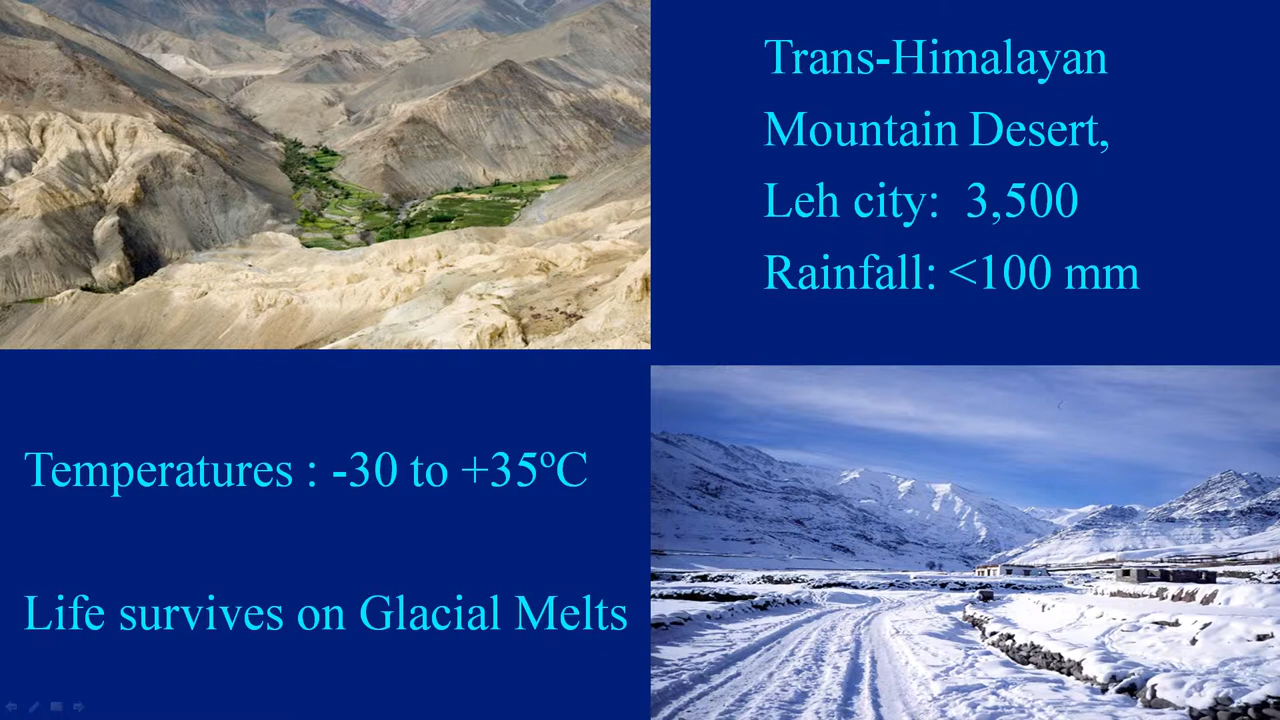 Trans-Himalayan
Mountain Desert,
Leh city:  3,500
Rainfall: <100 mm
Temperatures : -30 to +35ºC
Life survives on Glacial Melts